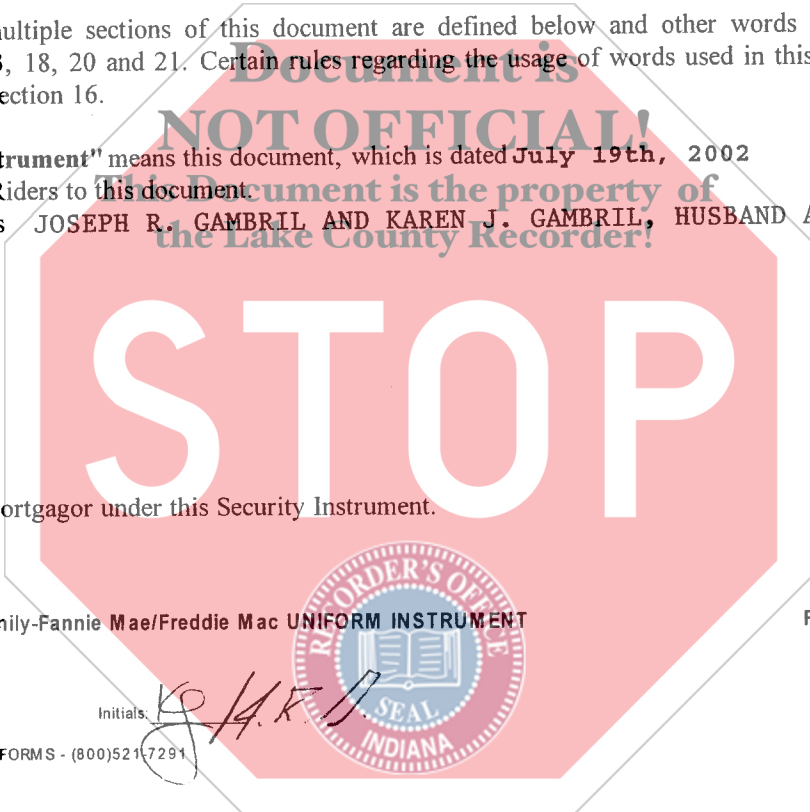 multiple sections of this document are defined below and other words
, 18, 20 and 21. Certain rules regarding the usage of words used in this
ection 16.
Document is
NOT OFFICIAL!
trument" means this document, which is dated July 19th, 2002
Riders to this document.
This Document is the property of
s JOSEPH R. GAMBRIL AND KAREN J. GAMBRIL, HUSBAND A
the Lake County Recorder!
STOP
ortgagor under this Security Instrument.
RECORDER'S OFFICE
mily-Fannie Mae/Freddie Mac UNIFORM INSTRUMENT
F
SEAL
INDIANA
Initials:
FORMS - (800)521-7291